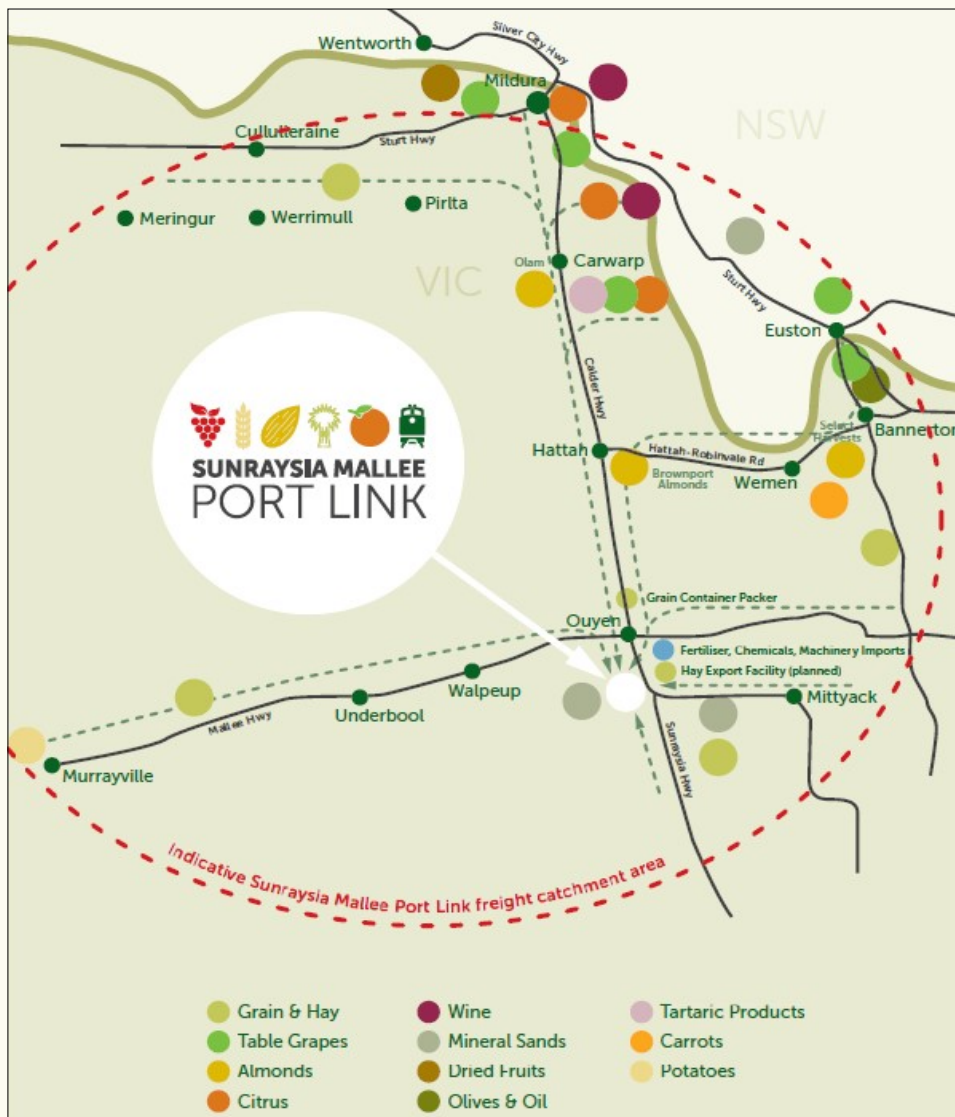 Wentworth
Silver City Hwy
Mildura
NSW
Cullulleraine
Sturt Hwy
Meringur
Werrimull
Pirlta
VIC
Olam
Carwarp
Sturt Hwy
Euston
Calder Hwy
SUNRAYSIA MALLEE
PORT LINK
Hattah
Hattah-Robinvale Rd
Select
Harvests
Bannerton
Brownport
Almonds
Wemen
Grain Container Packer
Ouyen
Fertiliser, Chemicals, Machinery Imports
Hay Export Facility (planned)
Walpeup
Mittyack
Underbool
Mallee Hwy
Sunraysia Hwy
Murrayville
Indicative Sunraysia Mallee Port Link freight catchment area
Grain & Hay
Table Grapes
Almonds
Citrus
Wine
Mineral Sands
Dried Fruits
Olives & Oil
Tartaric Products
Carrots
Potatoes